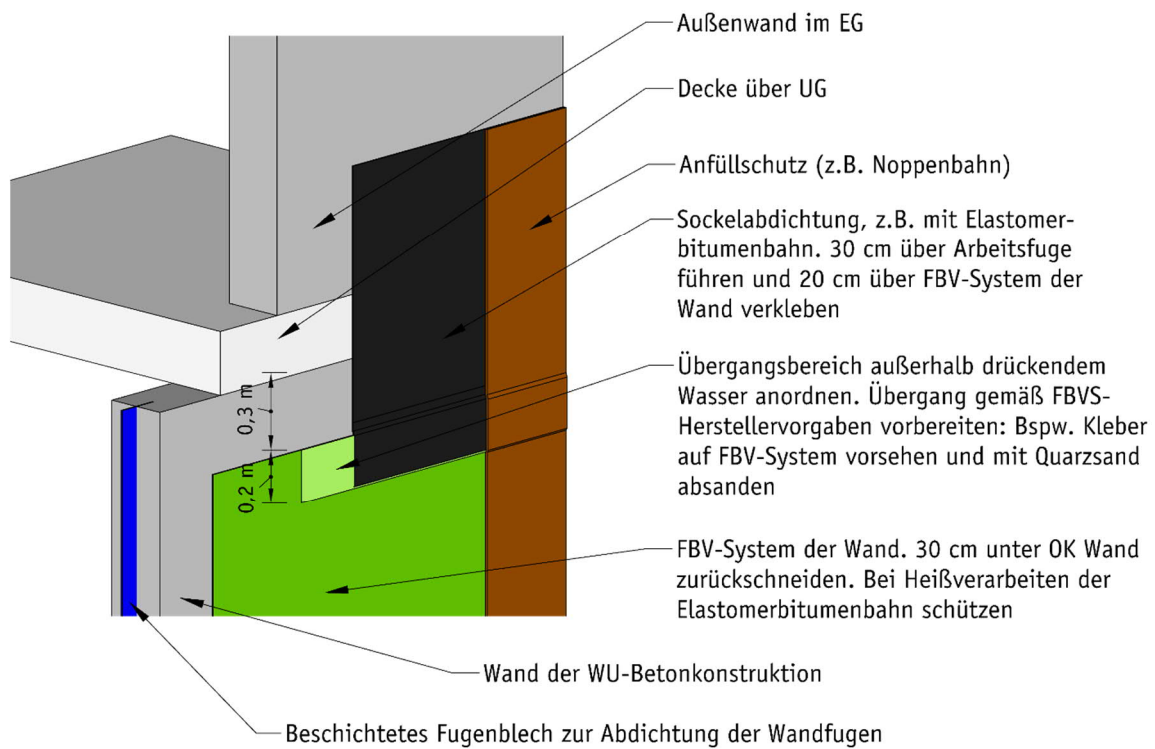 Außenwand im EG
Decke über UG
Anfüllschutz (z.B. Noppenbahn)
Sockelabdichtung, z.B. mit Elastomer-
bitumenbahn. 30 cm über Arbeitsfuge
führen und 20 cm über FBV-System der
Wand verkleben
Übergangsbereich außerhalb drückendem
Wasser anordnen. Übergang gemäß FBVS-
Herstellervorgaben vorbereiten: Bspw. Kleber
auf FBV-System vorsehen und mit Quarzsand
absanden
0,3 m
0,2 m
FBV-System der Wand. 30 cm unter OK Wand
zurückschneiden. Bei Heißverarbeiten der
Elastomerbitumenbahn schützen
Wand der WU-Betonkonstruktion
Beschichtetes Fugenblech zur Abdichtung der Wandfugen